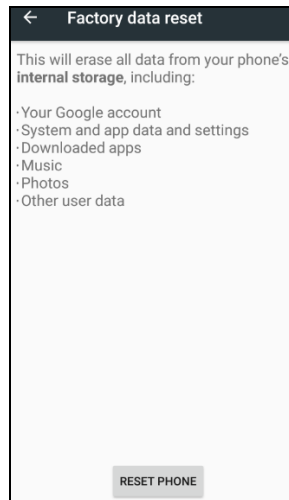 Factory data reset
This will erase all data from your phone's
internal storage, including:
·Your Google account
·System and app data and settings
·Downloaded apps
·Music
·Photos
·Other user data
RESET PHONE